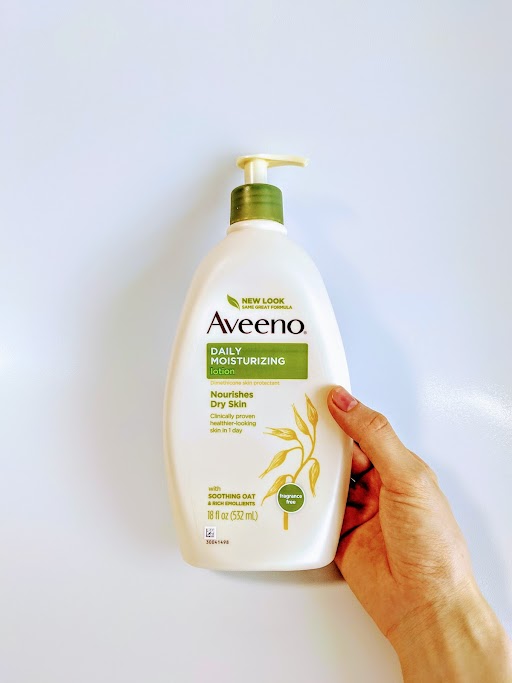 NEW LOOK
SAME GREAT FORMULA
Aveeno®
DAILY
MOISTURIZING
lotion
Dimethicone skin protectant
Nourishes
Dry Skin
Clinically proven
healthier-looking
skin in 1 day
with
SOOTHING OAT
& RICH EMOLLIENTS
fragrance
free
18 fl oz (532 mL)
30041498